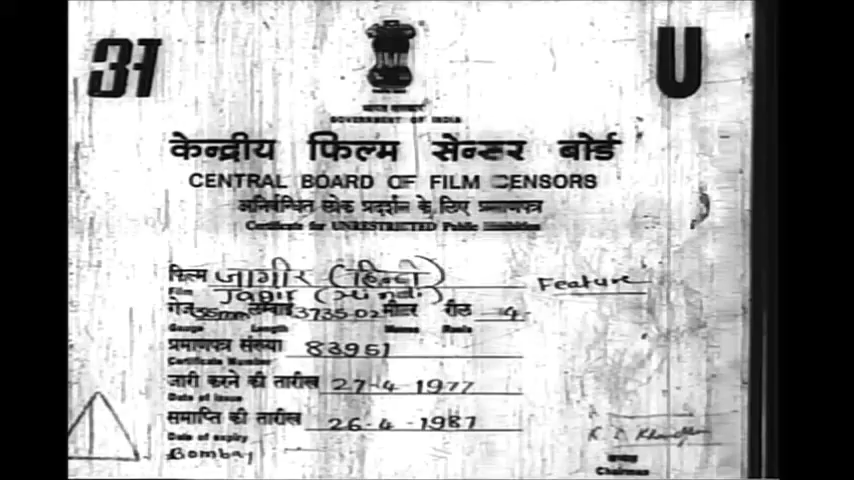 अ U
GOVERNMENT OF INDIA
केन्द्रीय फिल्म सेन्सर बोर्ड
CENTRAL BOARD OF FILM CENSORS
अनिर्बन्धित लोक प्रदर्शन के लिए प्रमाणपत्र
Certificate for UNRESTRICTED Public Exhibition
फिल्म जागीर (हिन्दी) Feature
Film Jagir (Hindi)
गेज 35mm लम्बाई 3735-02 मीटर रील 4
Gauge Length Metres Reels
प्रमाणपत्र संख्या 83951
Certificate Number
जारी करने की तारीख 27-4-1977
Date of issue
समाप्ति की तारीख 26-4-1987
Date of expiry
Bombay
अध्यक्ष
Chairman